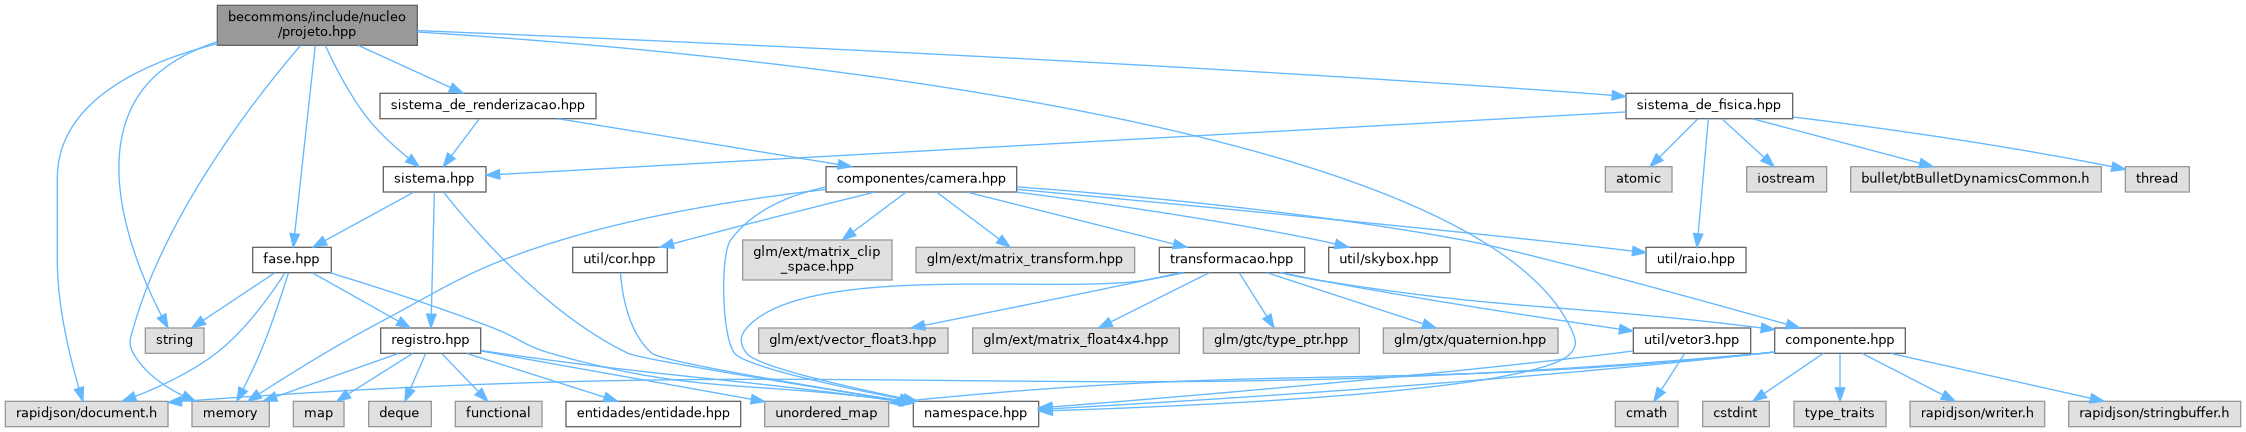 becommons/include/nucleo
/projeto.hpp
sistema_de_renderizacao.hpp
sistema_de_fisica.hpp
sistema.hpp
componentes/camera.hpp
atomic
iostream
bullet/btBulletDynamicsCommon.h
thread
fase.hpp
util/cor.hpp
glm/ext/matrix_clip
_space.hpp
glm/ext/matrix_transform.hpp
transformacao.hpp
util/skybox.hpp
util/raio.hpp
string
registro.hpp
glm/ext/vector_float3.hpp
glm/ext/matrix_float4x4.hpp
glm/gtc/type_ptr.hpp
glm/gtx/quaternion.hpp
util/vetor3.hpp
componente.hpp
rapidjson/document.h
memory
map
deque
functional
entidades/entidade.hpp
unordered_map
namespace.hpp
cmath
cstdint
type_traits
rapidjson/writer.h
rapidjson/stringbuffer.h